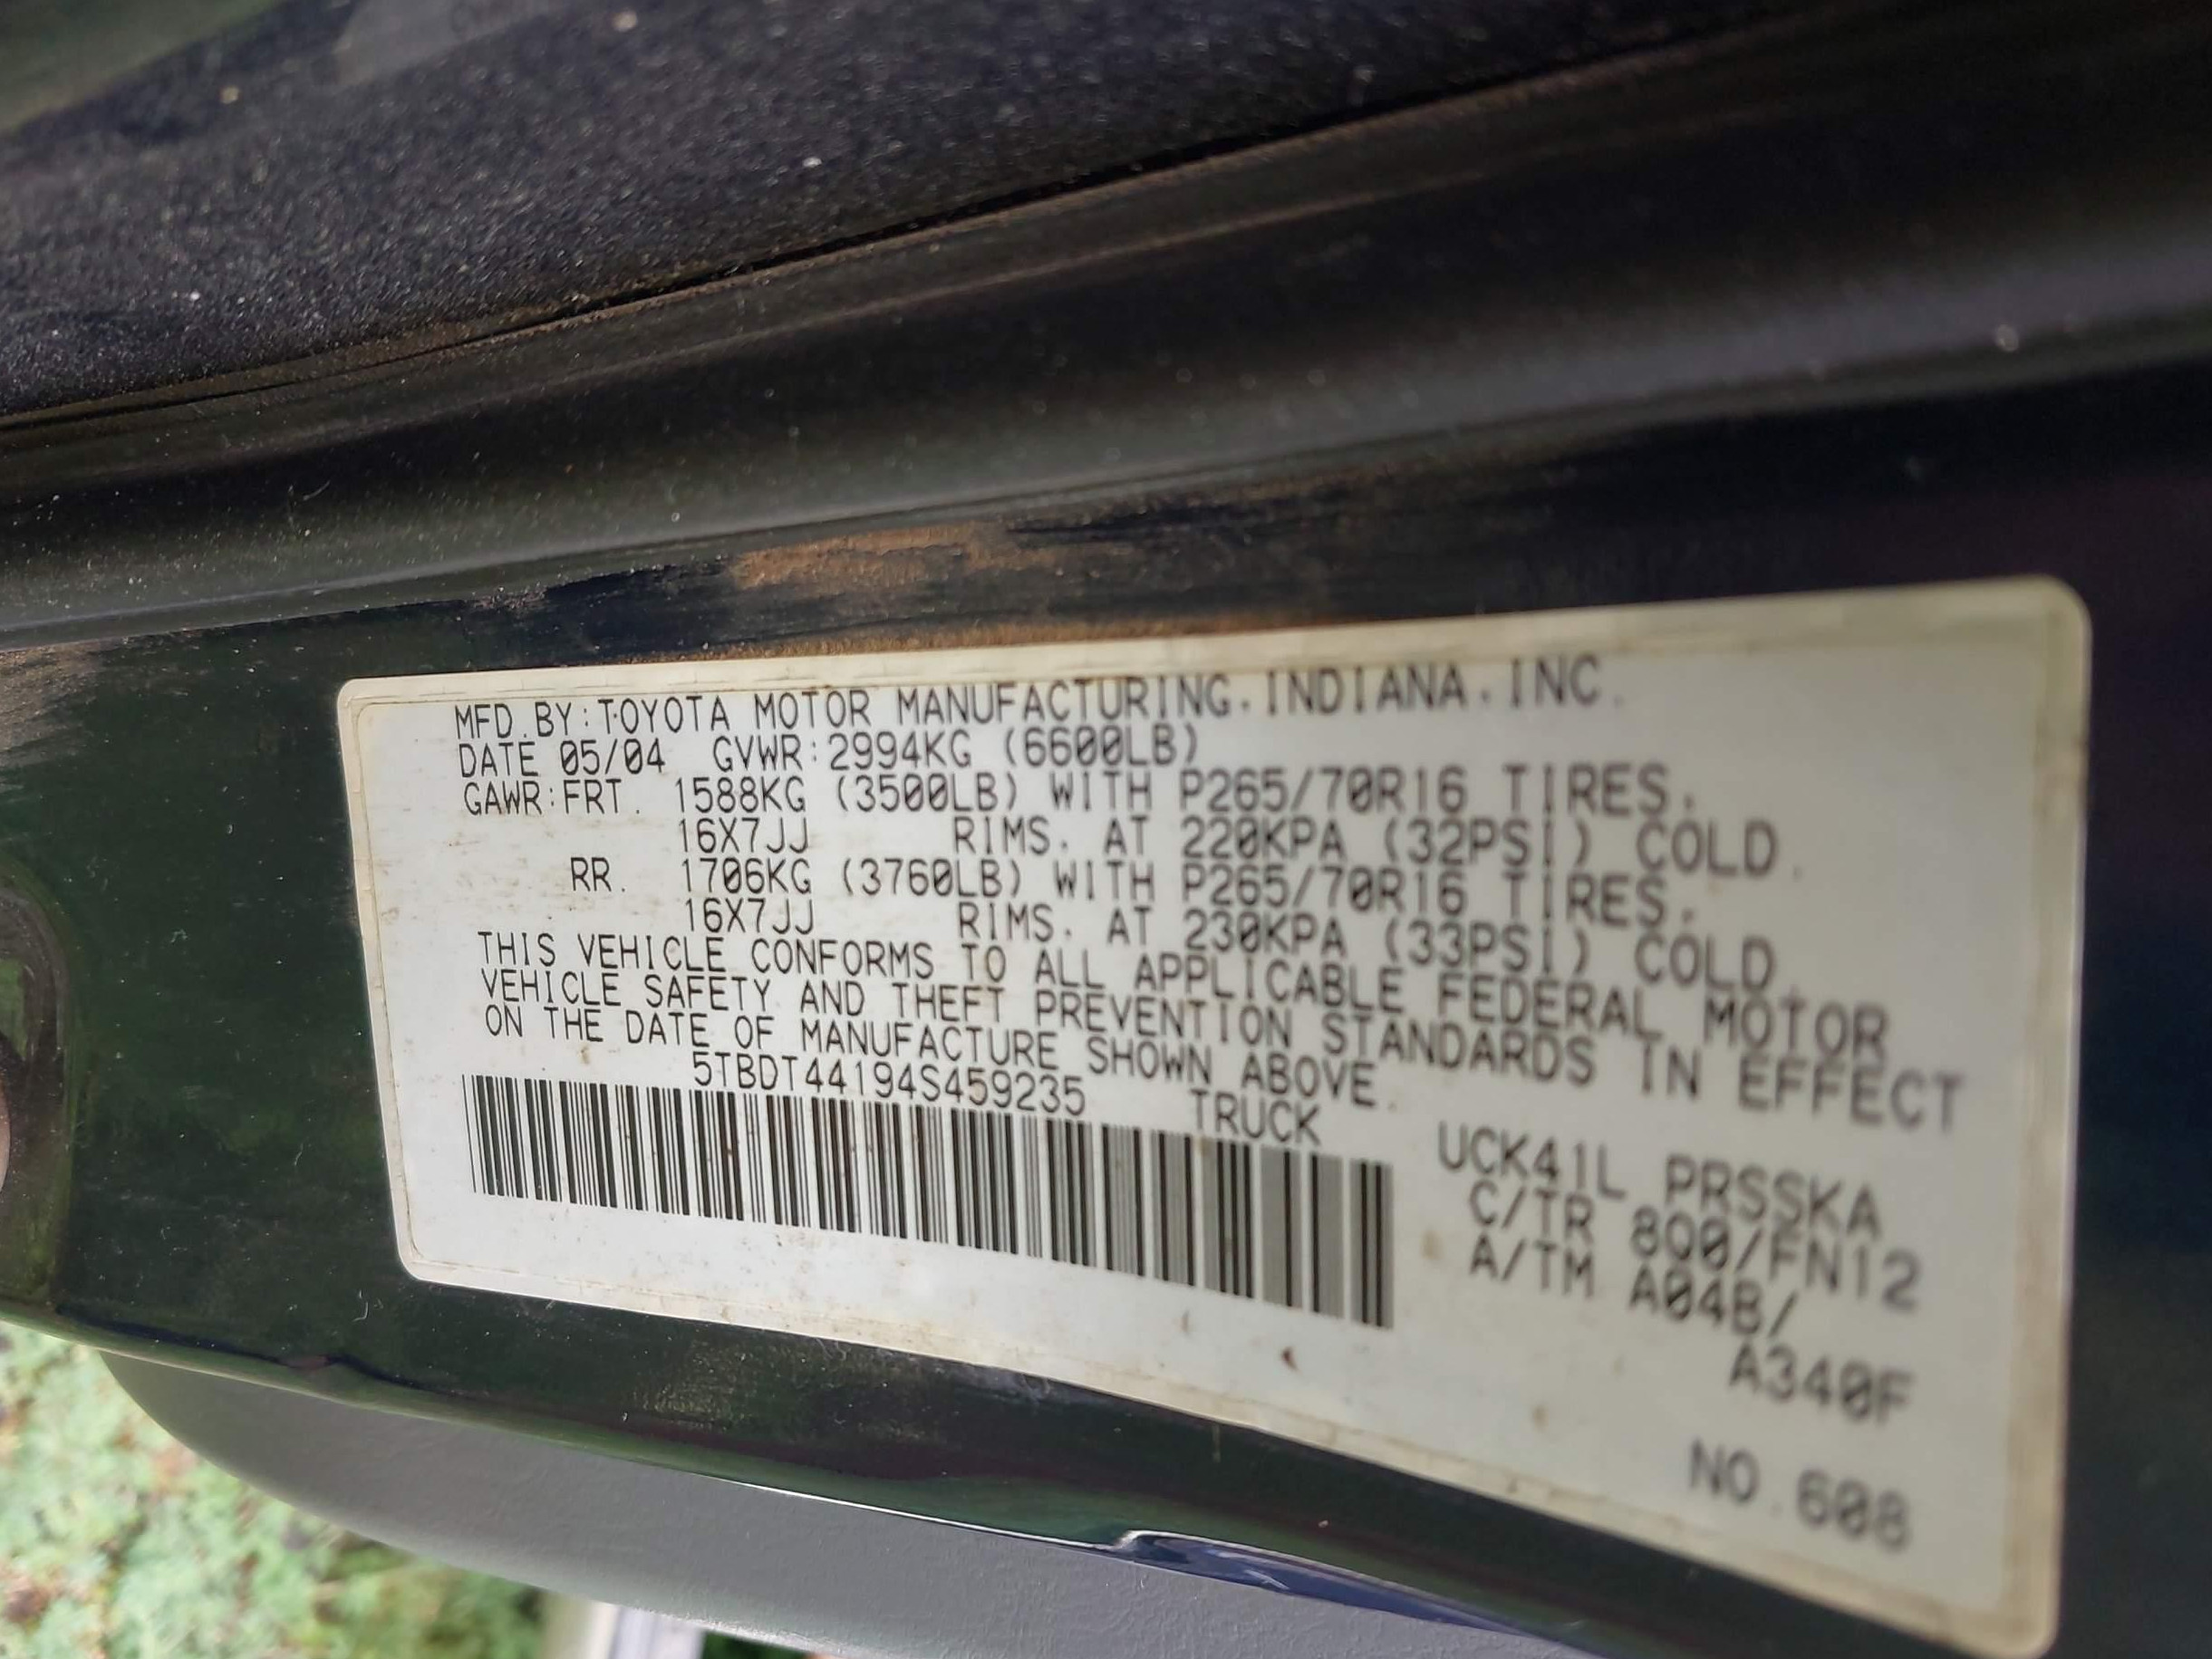 MFD.BY:TOYOTA MOTOR MANUFACTURING.INDIANA.INC.
DATE 05/04 GVWR:2994KG (6600LB)
GAWR:FRT. 1588KG (3500LB) WITH P265/70R16 TIRES.
16X7JJ RIMS. AT 220KPA (32PSI) COLD.
RR. 1706KG (3760LB) WITH P265/70R16 TIRES.
16X7JJ RIMS. AT 230KPA (33PSI) COLD.
THIS VEHICLE CONFORMS TO ALL APPLICABLE FEDERAL MOTOR
VEHICLE SAFETY AND THEFT PREVENTION STANDARDS IN EFFECT
ON THE DATE OF MANUFACTURE SHOWN ABOVE.
5TBDT44194S459235 TRUCK
UCK41L PRSSKA
C/TR 8Q0/FN12
A/TM A04B/
A340F
NO.608